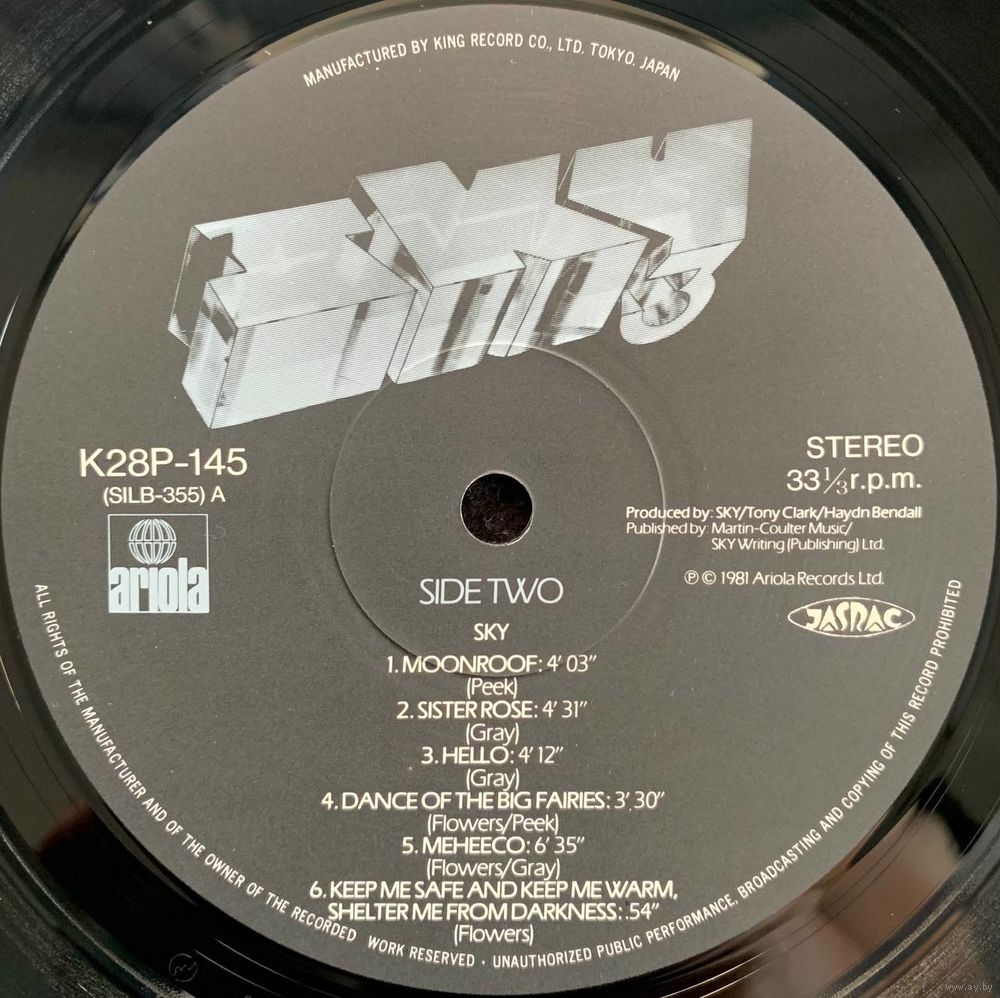 MANUFACTURED BY KING RECORD CO., LTD. TOKYO. JAPAN
SKY 3
K28P-145
(SILB-355) A
ariola
STEREO
33 1/3 r.p.m.
Produced by: SKY/Tony Clark/Haydn Bendall
Published by: Martin-Coulter Music/
SKY Writing (Publishing) Ltd.
℗ © 1981 Ariola Records Ltd.
JASRAC
SIDE TWO
SKY
1. MOONROOF: 4' 03"
(Peek)
2. SISTER ROSE: 4' 31"
(Gray)
3. HELLO: 4' 12"
(Gray)
4. DANCE OF THE BIG FAIRIES: 3' 30"
(Flowers/Peek)
5. MEHEECO: 6' 35"
(Flowers/Gray)
6. KEEP ME SAFE AND KEEP ME WARM,
SHELTER ME FROM DARKNESS: 54"
(Flowers)
ALL RIGHTS OF THE MANUFACTURER AND OF THE OWNER OF THE RECORDED WORK RESERVED · UNAUTHORIZED PUBLIC PERFORMANCE, BROADCASTING AND COPYING OF THIS RECORD PROHIBITED
www.ay.by